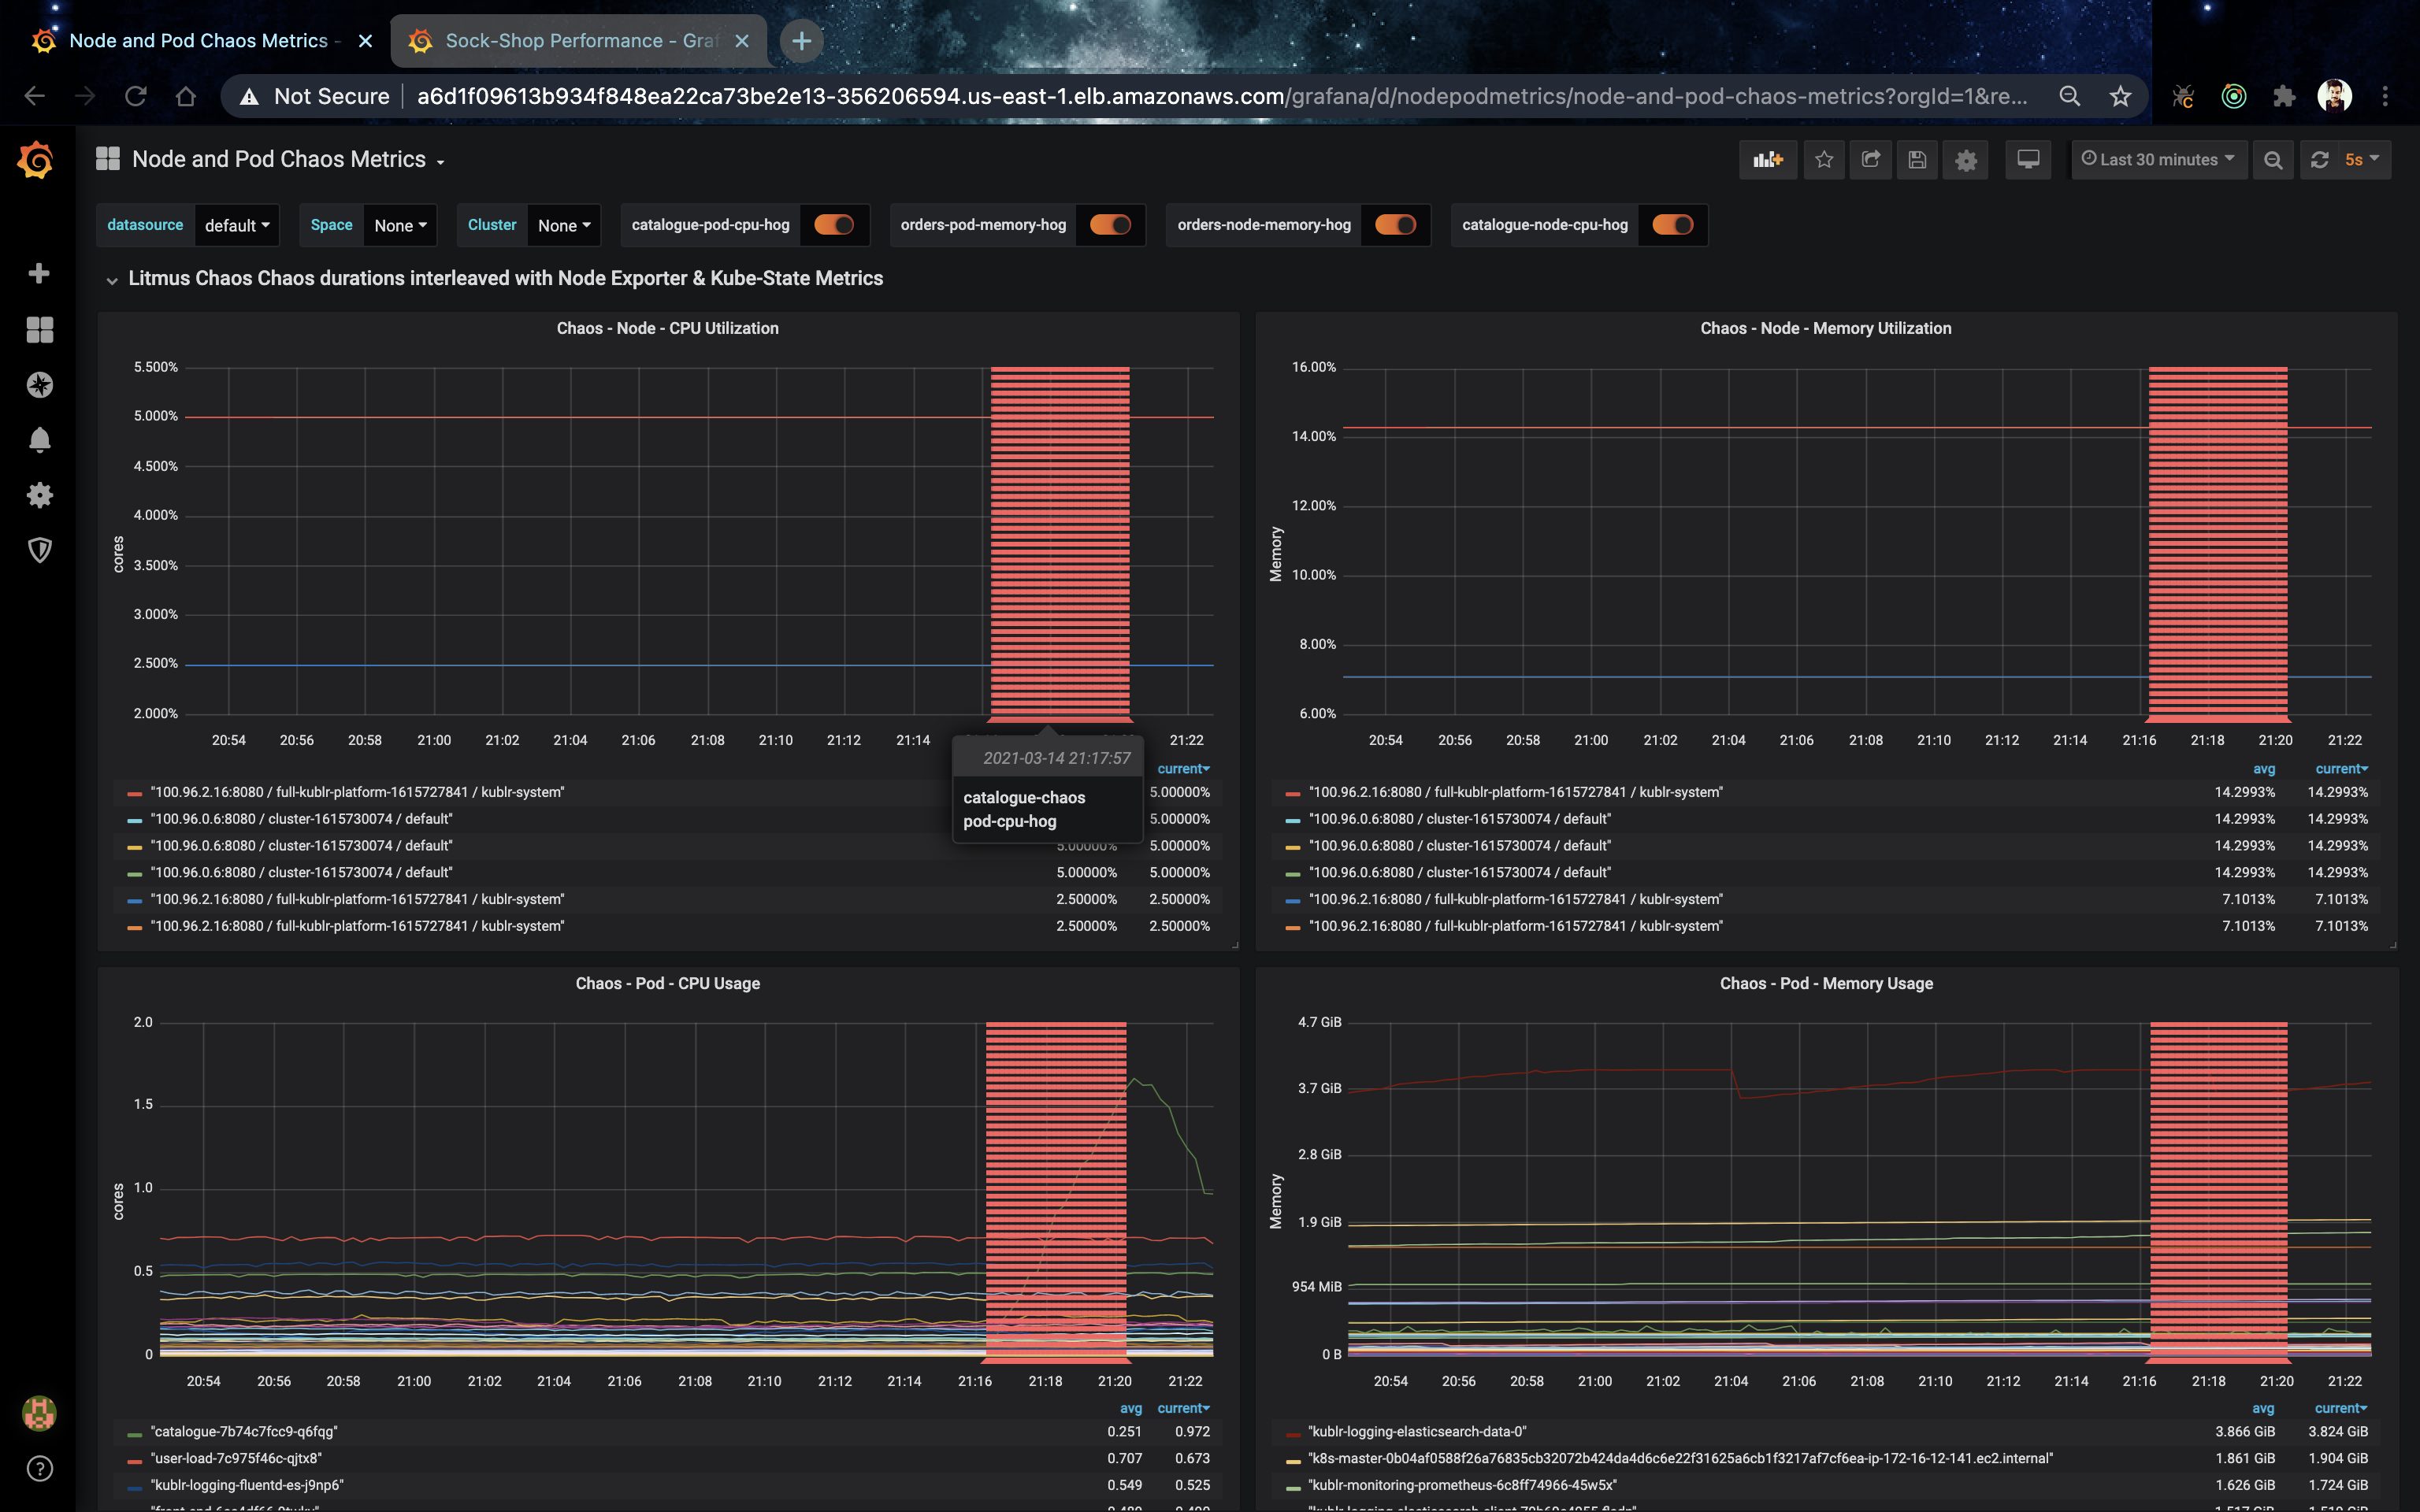 Node and Pod Chaos Metrics -
Sock-Shop Performance - Graf
Not Secure a6d1f09613b934f848ea22ca73be2e13-356206594.us-east-1.elb.amazonaws.com/grafana/d/nodepodmetrics/node-and-pod-chaos-metrics?orgId=1&re...
Node and Pod Chaos Metrics
Last 30 minutes
5s
datasource default
Space None
Cluster None
catalogue-pod-cpu-hog
orders-pod-memory-hog
orders-node-memory-hog
catalogue-node-cpu-hog
Litmus Chaos Chaos durations interleaved with Node Exporter & Kube-State Metrics
Chaos - Node - CPU Utilization
5.500%
5.000%
4.500%
4.000%
3.500%
3.000%
2.500%
2.000%
cores
20:54 20:56 20:58 21:00 21:02 21:04 21:06 21:08 21:10 21:12 21:14 21:22
2021-03-14 21:17:57
catalogue-chaos
pod-cpu-hog
current
"100.96.2.16:8080 / full-kublr-platform-1615727841 / kublr-system" 5.00000%
"100.96.0.6:8080 / cluster-1615730074 / default" 5.00000%
"100.96.0.6:8080 / cluster-1615730074 / default" 5.00000% 5.00000%
"100.96.0.6:8080 / cluster-1615730074 / default" 5.00000% 5.00000%
"100.96.2.16:8080 / full-kublr-platform-1615727841 / kublr-system" 2.50000% 2.50000%
"100.96.2.16:8080 / full-kublr-platform-1615727841 / kublr-system" 2.50000% 2.50000%
Chaos - Node - Memory Utilization
16.00%
14.00%
12.00%
10.00%
8.00%
6.00%
Memory
20:54 20:56 20:58 21:00 21:02 21:04 21:06 21:08 21:10 21:12 21:14 21:16 21:18 21:20 21:22
avg current
"100.96.2.16:8080 / full-kublr-platform-1615727841 / kublr-system" 14.2993% 14.2993%
"100.96.0.6:8080 / cluster-1615730074 / default" 14.2993% 14.2993%
"100.96.0.6:8080 / cluster-1615730074 / default" 14.2993% 14.2993%
"100.96.0.6:8080 / cluster-1615730074 / default" 14.2993% 14.2993%
"100.96.2.16:8080 / full-kublr-platform-1615727841 / kublr-system" 7.1013% 7.1013%
"100.96.2.16:8080 / full-kublr-platform-1615727841 / kublr-system" 7.1013% 7.1013%
Chaos - Pod - CPU Usage
2.0
1.5
1.0
0.5
0
cores
20:54 20:56 20:58 21:00 21:02 21:04 21:06 21:08 21:10 21:12 21:14 21:16 21:18 21:20 21:22
avg current
"catalogue-7b74c7fcc9-q6fqg" 0.251 0.972
"user-load-7c975f46c-qjtx8" 0.707 0.673
"kublr-logging-fluentd-es-j9np6" 0.549 0.525
Chaos - Pod - Memory Usage
4.7 GiB
3.7 GiB
2.8 GiB
1.9 GiB
954 MiB
0 B
Memory
20:54 20:56 20:58 21:00 21:02 21:04 21:06 21:08 21:10 21:12 21:14 21:16 21:18 21:20 21:22
avg current
"kublr-logging-elasticsearch-data-0" 3.866 GiB 3.824 GiB
"k8s-master-0b04af0588f26a76835cb32072b424da4d6c6e22f31625a6cb1f3217af7cf6ea-ip-172-16-12-141.ec2.internal" 1.861 GiB 1.904 GiB
"kublr-monitoring-prometheus-6c8ff74966-45w5x" 1.626 GiB 1.724 GiB